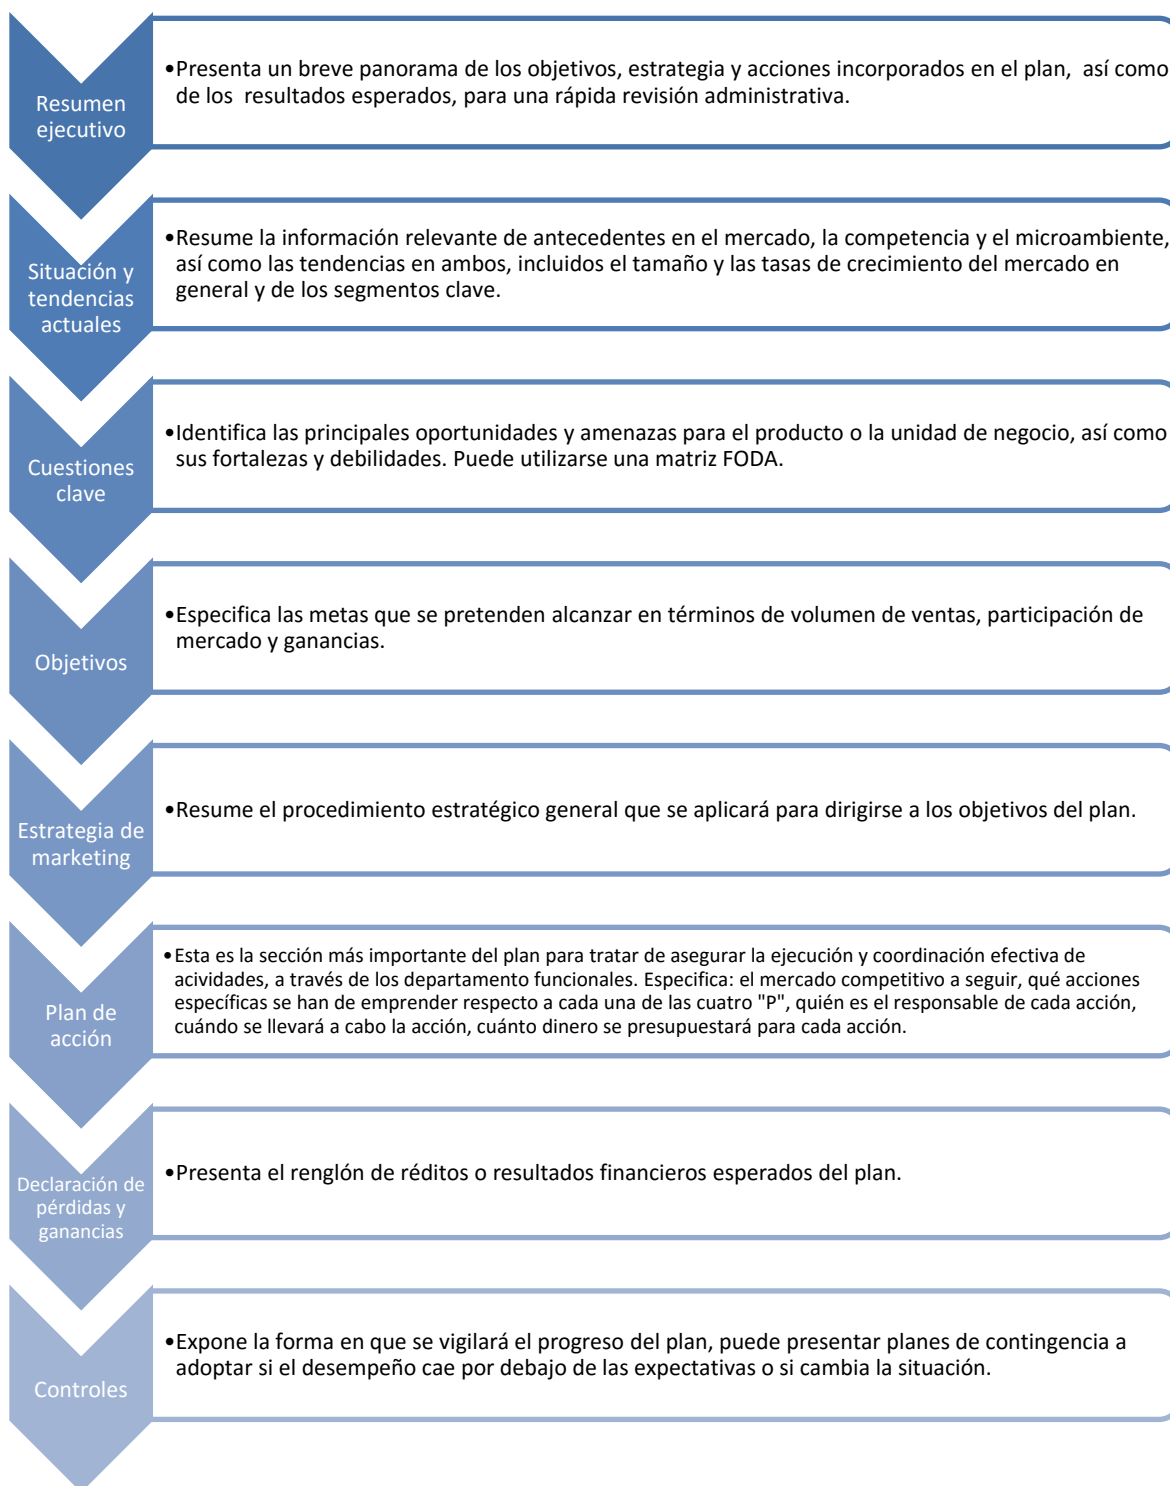 Resumen
ejecutivo
•Presenta un breve panorama de los objetivos, estrategia y acciones incorporados en el plan, así como
de los resultados esperados, para una rápida revisión administrativa.
Situación y
tendencias
actuales
•Resume la información relevante de antecedentes en el mercado, la competencia y el microambiente,
así como las tendencias en ambos, incluidos el tamaño y las tasas de crecimiento del mercado en
general y de los segmentos clave.
Cuestiones
clave
•Identifica las principales oportunidades y amenazas para el producto o la unidad de negocio, así como
sus fortalezas y debilidades. Puede utilizarse una matriz FODA.
Objetivos
•Especifica las metas que se pretenden alcanzar en términos de volumen de ventas, participación de
mercado y ganancias.
Estrategia de
marketing
•Resume el procedimiento estratégico general que se aplicará para dirigirse a los objetivos del plan.
Plan de
acción
•Esta es la sección más importante del plan para tratar de asegurar la ejecución y coordinación efectiva de
acividades, a través de los departamento funcionales. Especifica: el mercado competitivo a seguir, qué acciones
específicas se han de emprender respecto a cada una de las cuatro "P", quién es el responsable de cada acción,
cuándo se llevará a cabo la acción, cuánto dinero se presupuestará para cada acción.
Declaración de
pérdidas y
ganancias
•Presenta el renglón de réditos o resultados financieros esperados del plan.
Controles
•Expone la forma en que se vigilará el progreso del plan, puede presentar planes de contingencia a
adoptar si el desempeño cae por debajo de las expectativas o si cambia la situación.